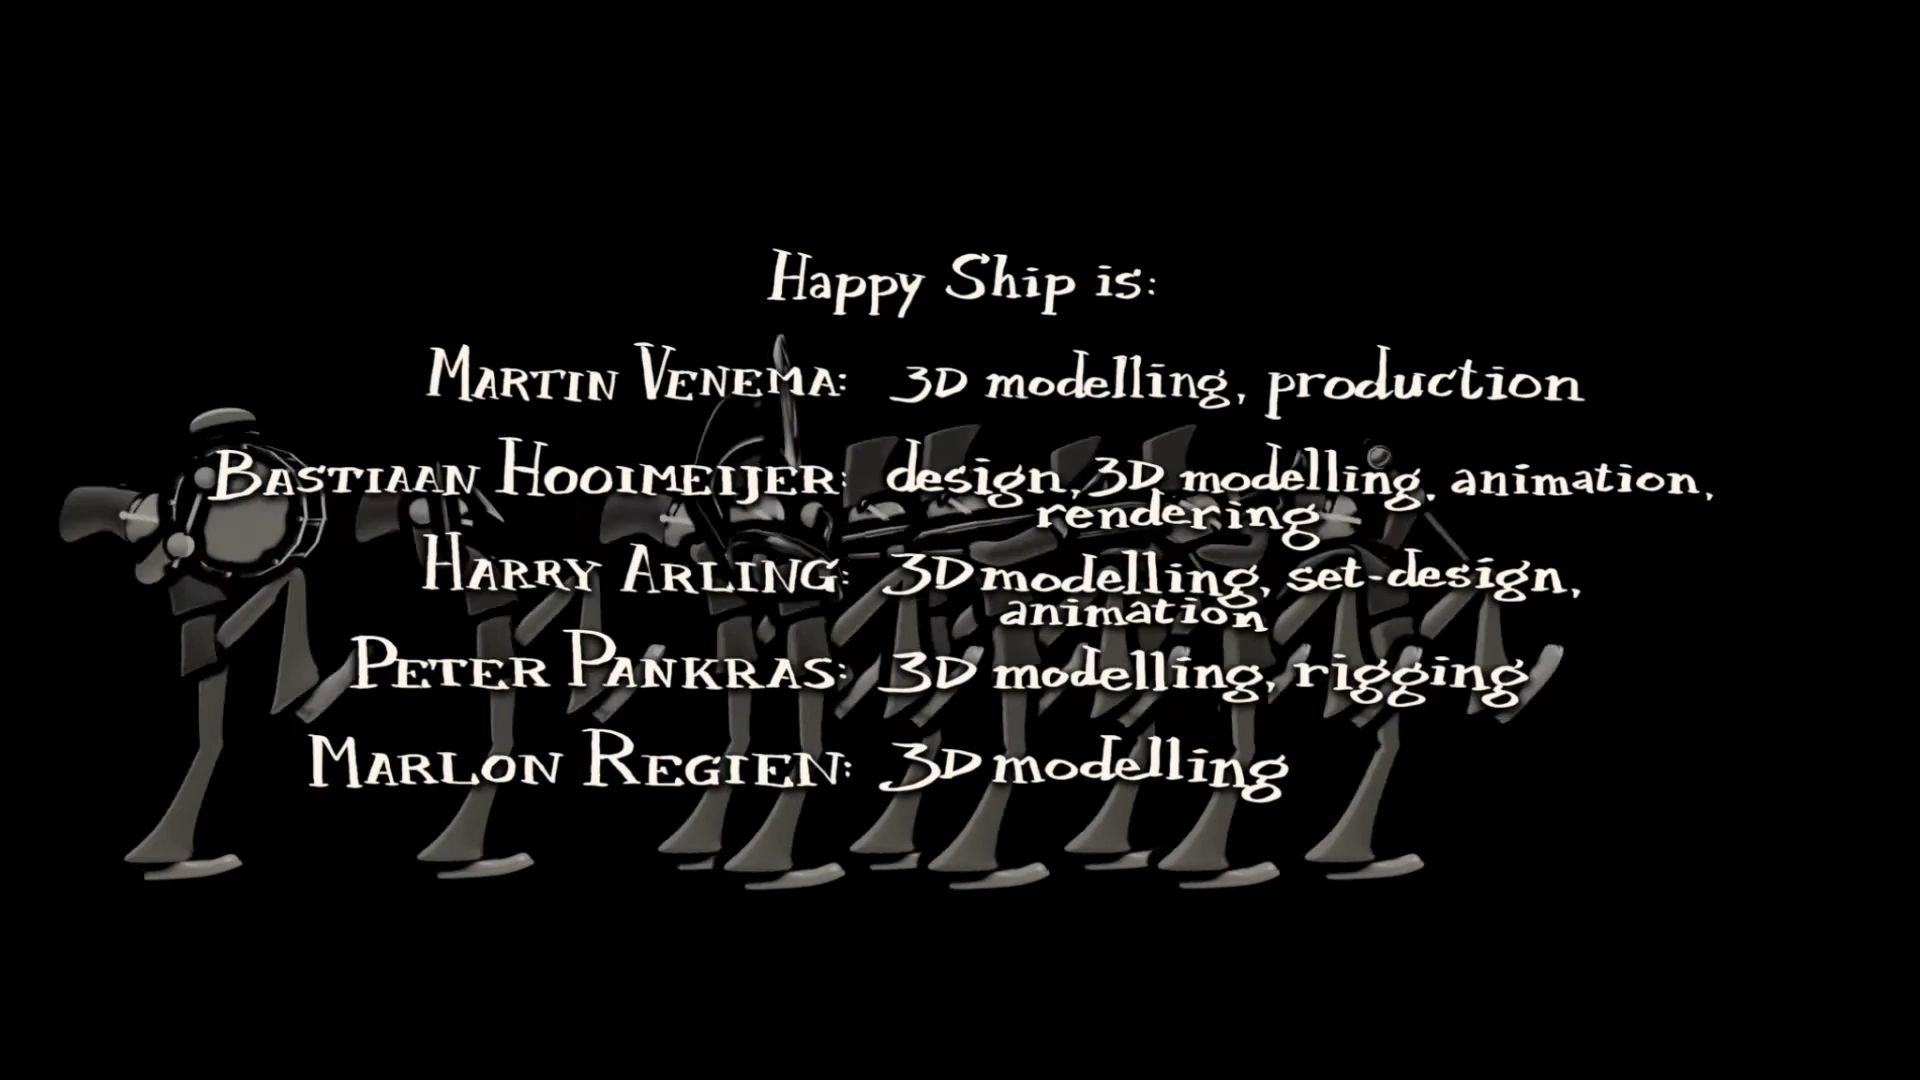 Happy Ship is:
MARTIN VENEMA: 3D modelling, production
BASTIAAN HOOIMEIJER: design, 3D modelling, animation,
rendering
HARRY ARLING: 3D modelling, set-design,
animation
PETER PANKRAS: 3D modelling, rigging
MARLON REGIEN: 3D modelling